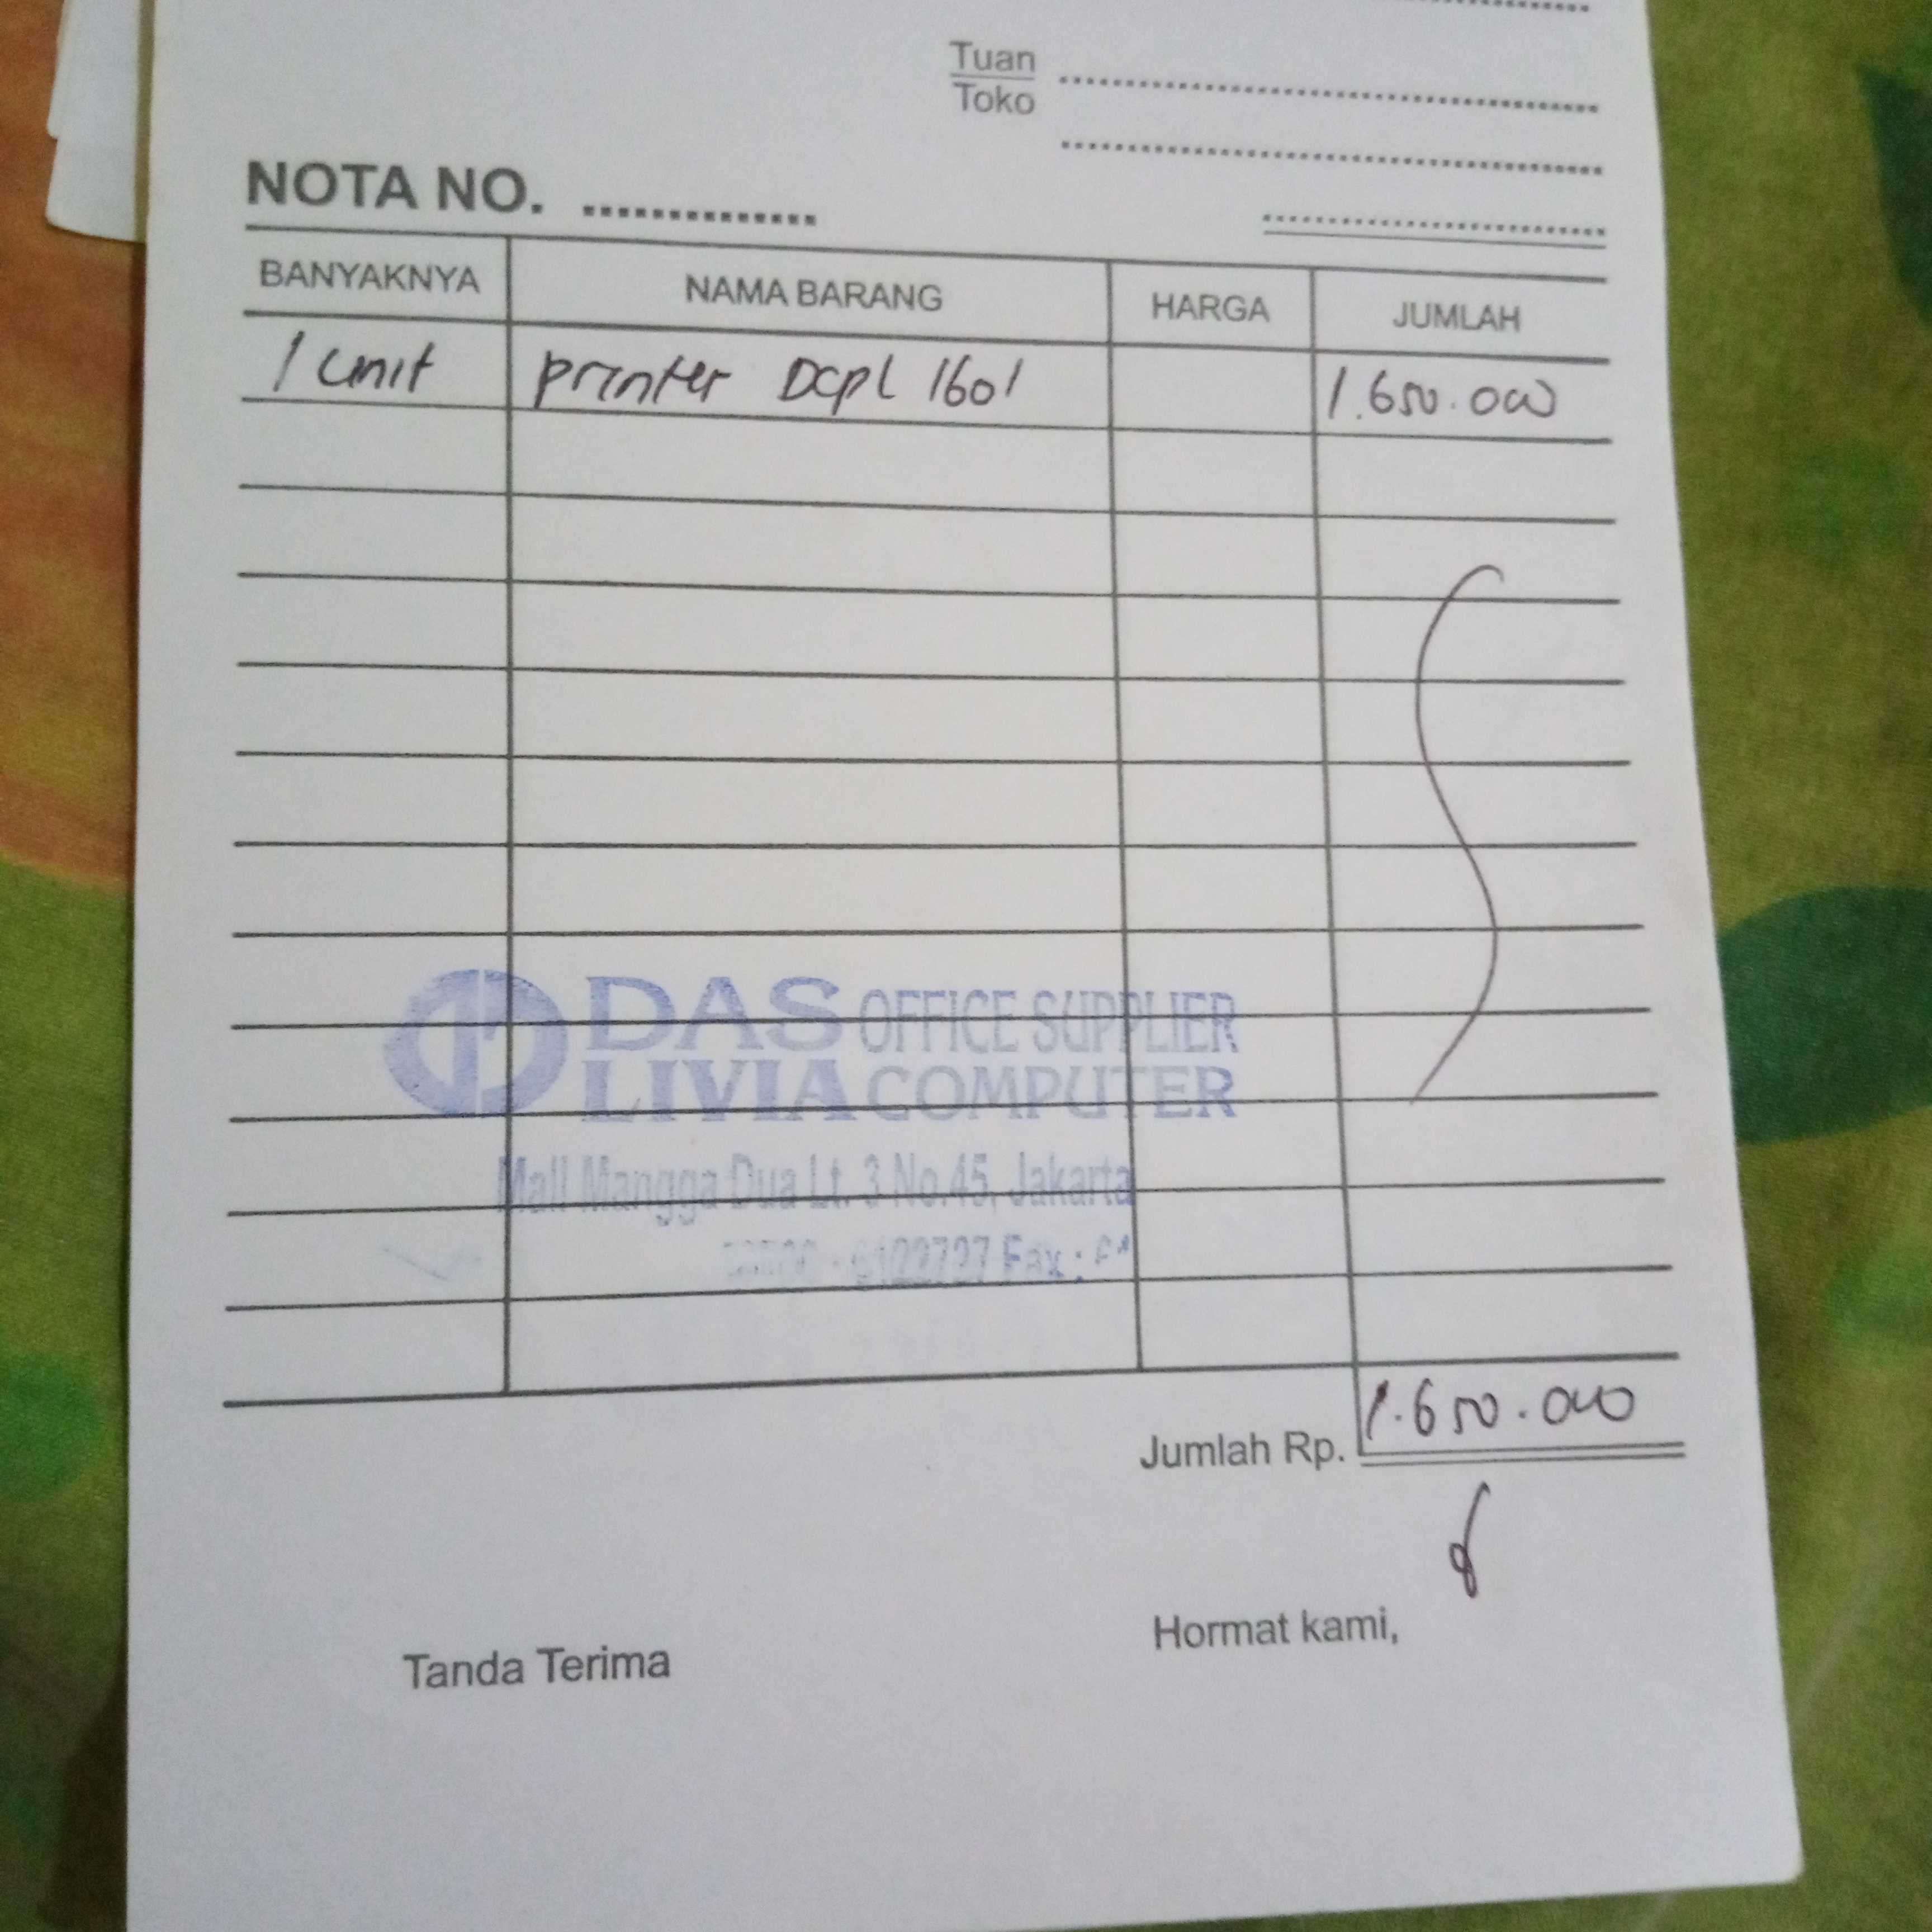 Tuan
Toko
NOTA NO.
BANYAKNYA NAMA BARANG HARGA JUMLAH
1 unit printer Dcpl 1601 1.650.000
DAS OFFICE SUPPLIER
LIVIA COMPUTER
Mall Mangga Dua Lt. 3 No.45, Jakarta
Fax :
Jumlah Rp. 1.650.000
Hormat kami,
Tanda Terima